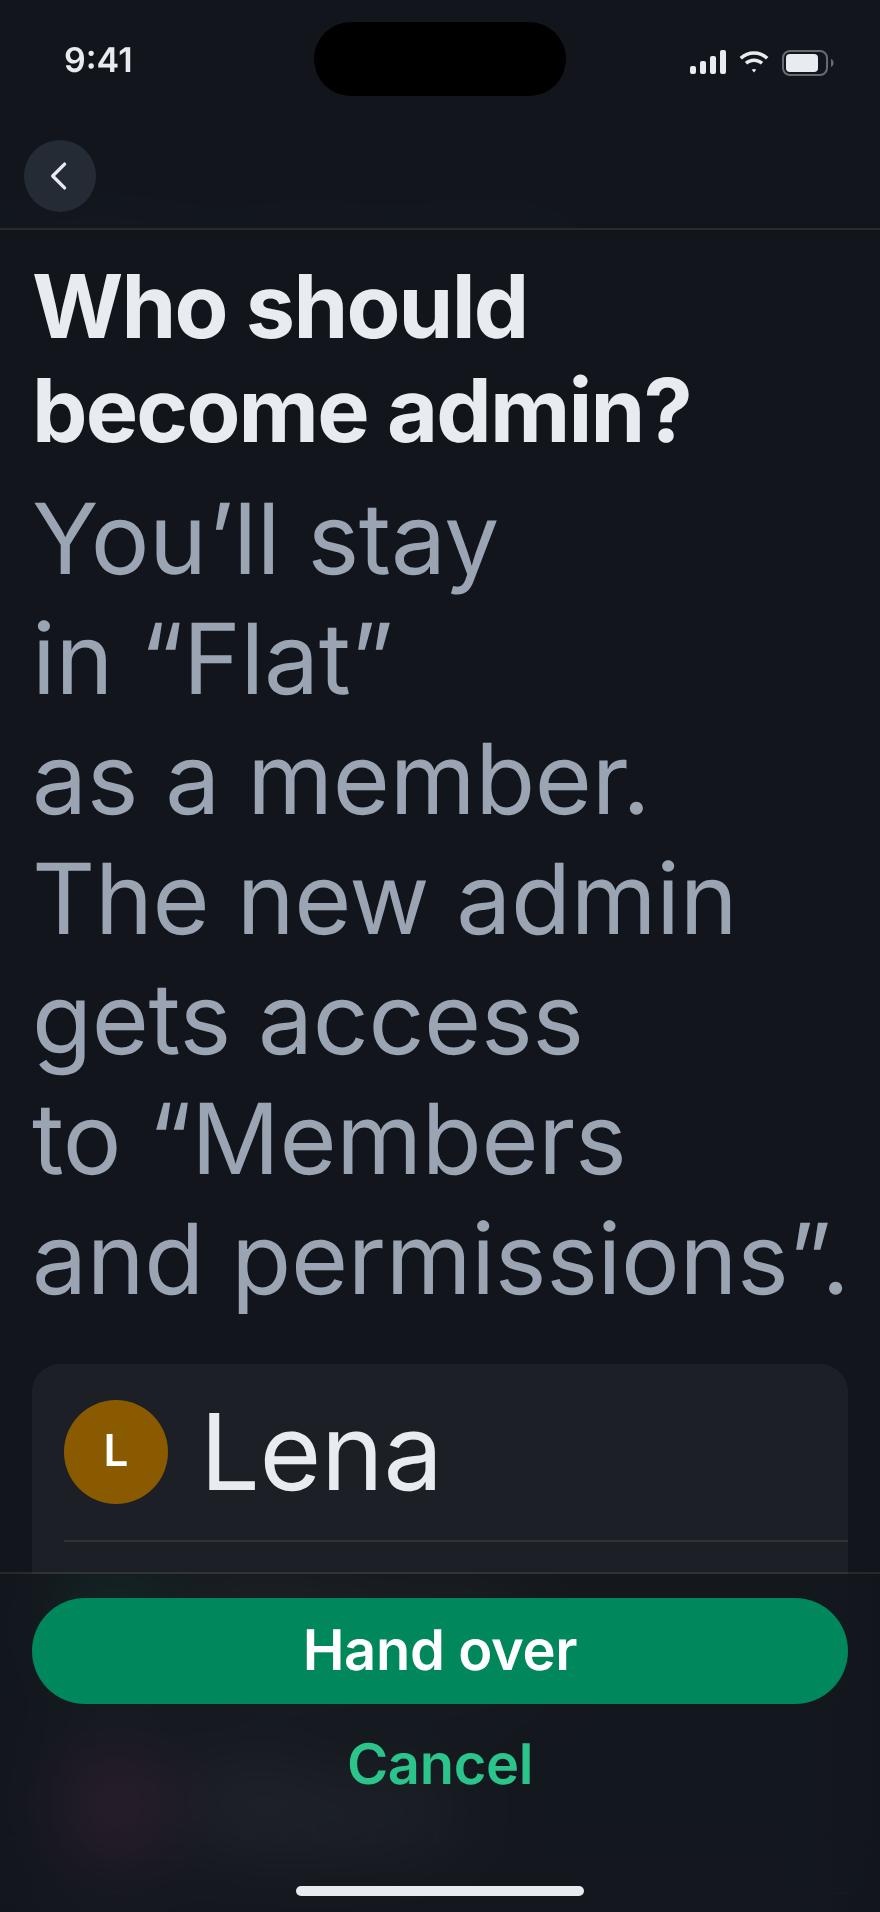 9:41
Who should
become admin?
You’ll stay
in “Flat”
as a member.
The new admin
gets access
to “Members
and permissions”.
L
Lena
Hand over
Cancel